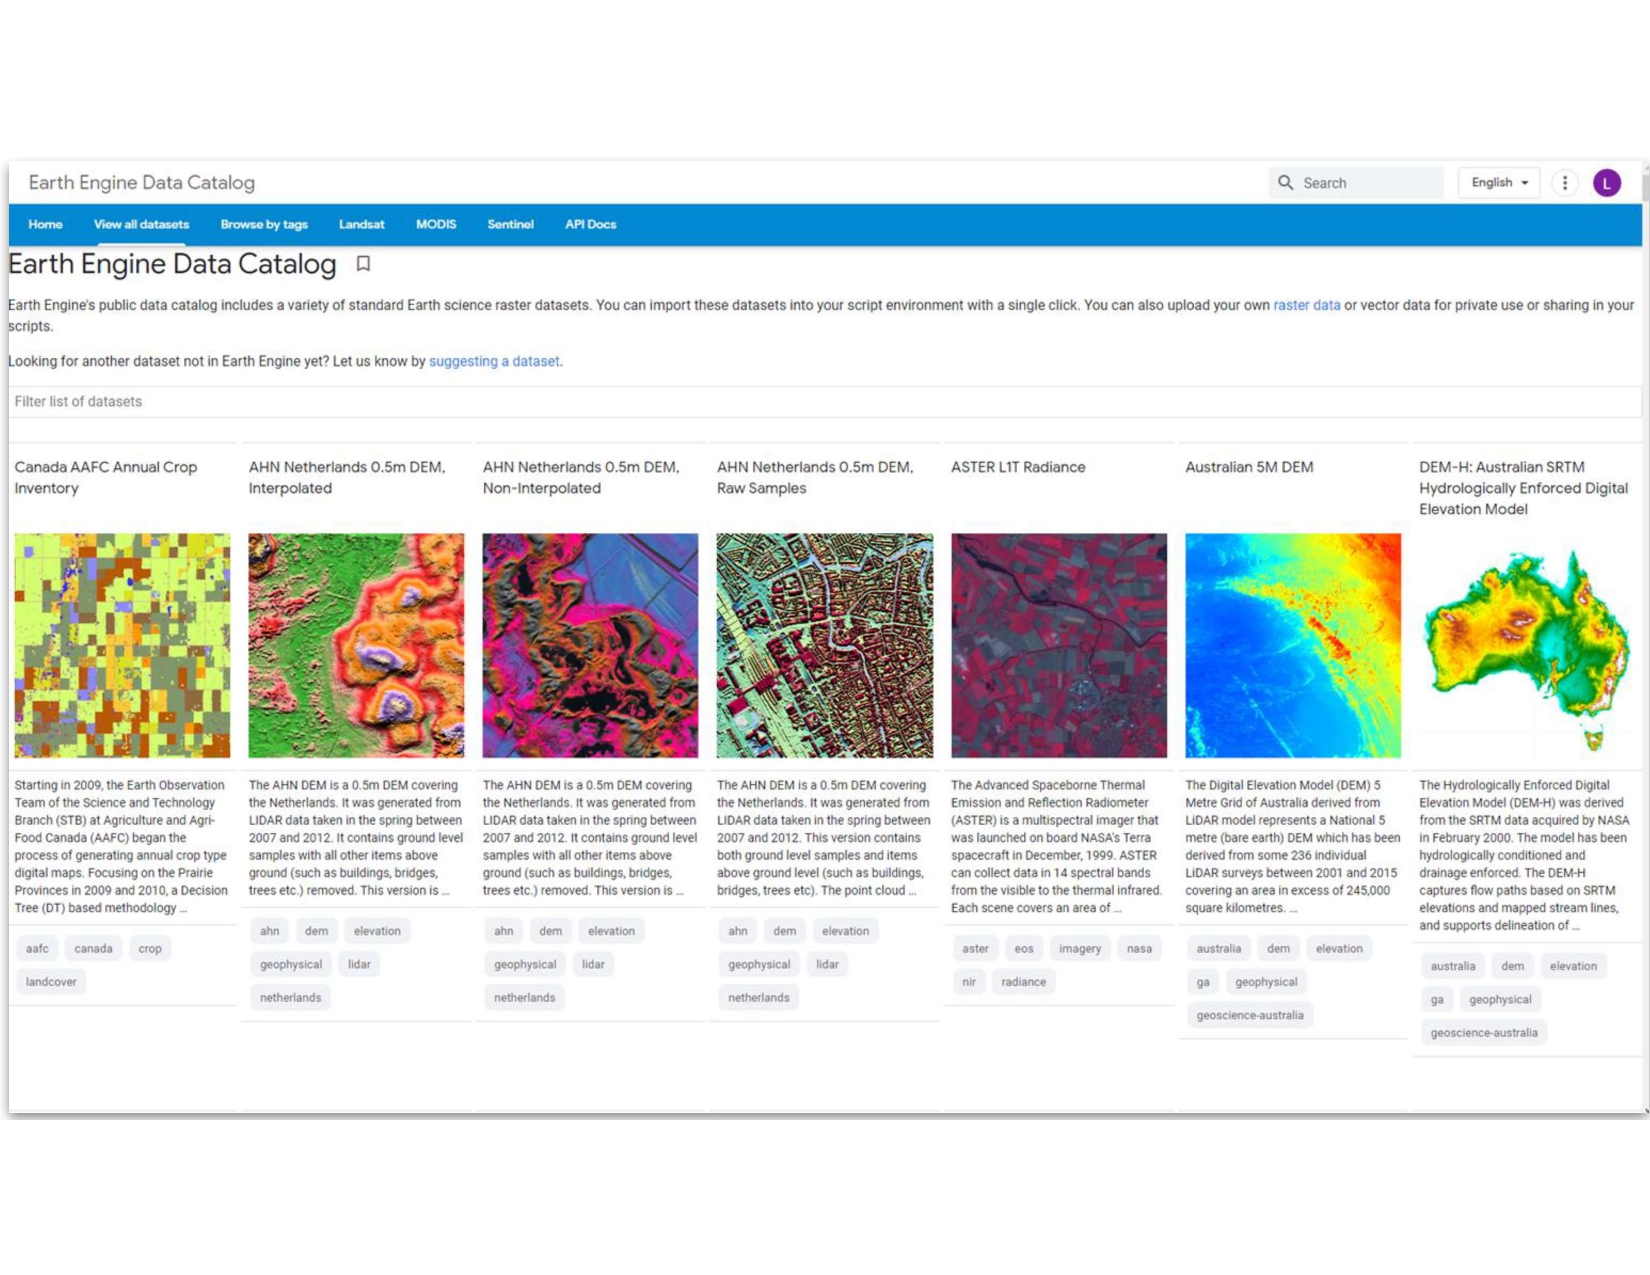 Earth Engine Data Catalog
Search
English
L
Home
View all datasets
Browse by tags
Landsat
MODIS
Sentinel
API Docs
Earth Engine Data Catalog
Earth Engine's public data catalog includes a variety of standard Earth science raster datasets. You can import these datasets into your script environment with a single click. You can also upload your own raster data or vector data for private use or sharing in your
scripts.
Looking for another dataset not in Earth Engine yet? Let us know by suggesting a dataset.
Filter list of datasets
Canada AAFC Annual Crop
Inventory
Starting in 2009, the Earth Observation
Team of the Science and Technology
Branch (STB) at Agriculture and Agri-
Food Canada (AAFC) began the
process of generating annual crop type
digital maps. Focusing on the Prairie
Provinces in 2009 and 2010, a Decision
Tree (DT) based methodology ...
aafc canada crop
landcover
AHN Netherlands 0.5m DEM,
Interpolated
The AHN DEM is a 0.5m DEM covering
the Netherlands. It was generated from
LIDAR data taken in the spring between
2007 and 2012. It contains ground level
samples with all other items above
ground (such as buildings, bridges,
trees etc.) removed. This version is ...
ahn dem elevation
geophysical lidar
netherlands
AHN Netherlands 0.5m DEM,
Non-Interpolated
The AHN DEM is a 0.5m DEM covering
the Netherlands. It was generated from
LIDAR data taken in the spring between
2007 and 2012. It contains ground level
samples with all other items above
ground (such as buildings, bridges,
trees etc.) removed. This version is ...
ahn dem elevation
geophysical lidar
netherlands
AHN Netherlands 0.5m DEM,
Raw Samples
The AHN DEM is a 0.5m DEM covering
the Netherlands. It was generated from
LIDAR data taken in the spring between
2007 and 2012. This version contains
both ground level samples and items
above ground level (such as buildings,
bridges, trees etc). The point cloud ...
ahn dem elevation
geophysical lidar
netherlands
ASTER L1T Radiance
The Advanced Spaceborne Thermal
Emission and Reflection Radiometer
(ASTER) is a multispectral imager that
was launched on board NASA's Terra
spacecraft in December, 1999. ASTER
can collect data in 14 spectral bands
from the visible to the thermal infrared.
Each scene covers an area of ...
aster eos imagery nasa
nir radiance
Australian 5M DEM
The Digital Elevation Model (DEM) 5
Metre Grid of Australia derived from
LiDAR model represents a National 5
metre (bare earth) DEM which has been
derived from some 236 individual
LiDAR surveys between 2001 and 2015
covering an area in excess of 245,000
square kilometres. ...
australia dem elevation
ga geophysical
geoscience-australia
DEM-H: Australian SRTM
Hydrologically Enforced Digital
Elevation Model
The Hydrologically Enforced Digital
Elevation Model (DEM-H) was derived
from the SRTM data acquired by NASA
in February 2000. The model has been
hydrologically conditioned and
drainage enforced. The DEM-H
captures flow paths based on SRTM
elevations and mapped stream lines,
and supports delineation of ...
australia dem elevation
ga geophysical
geoscience-australia